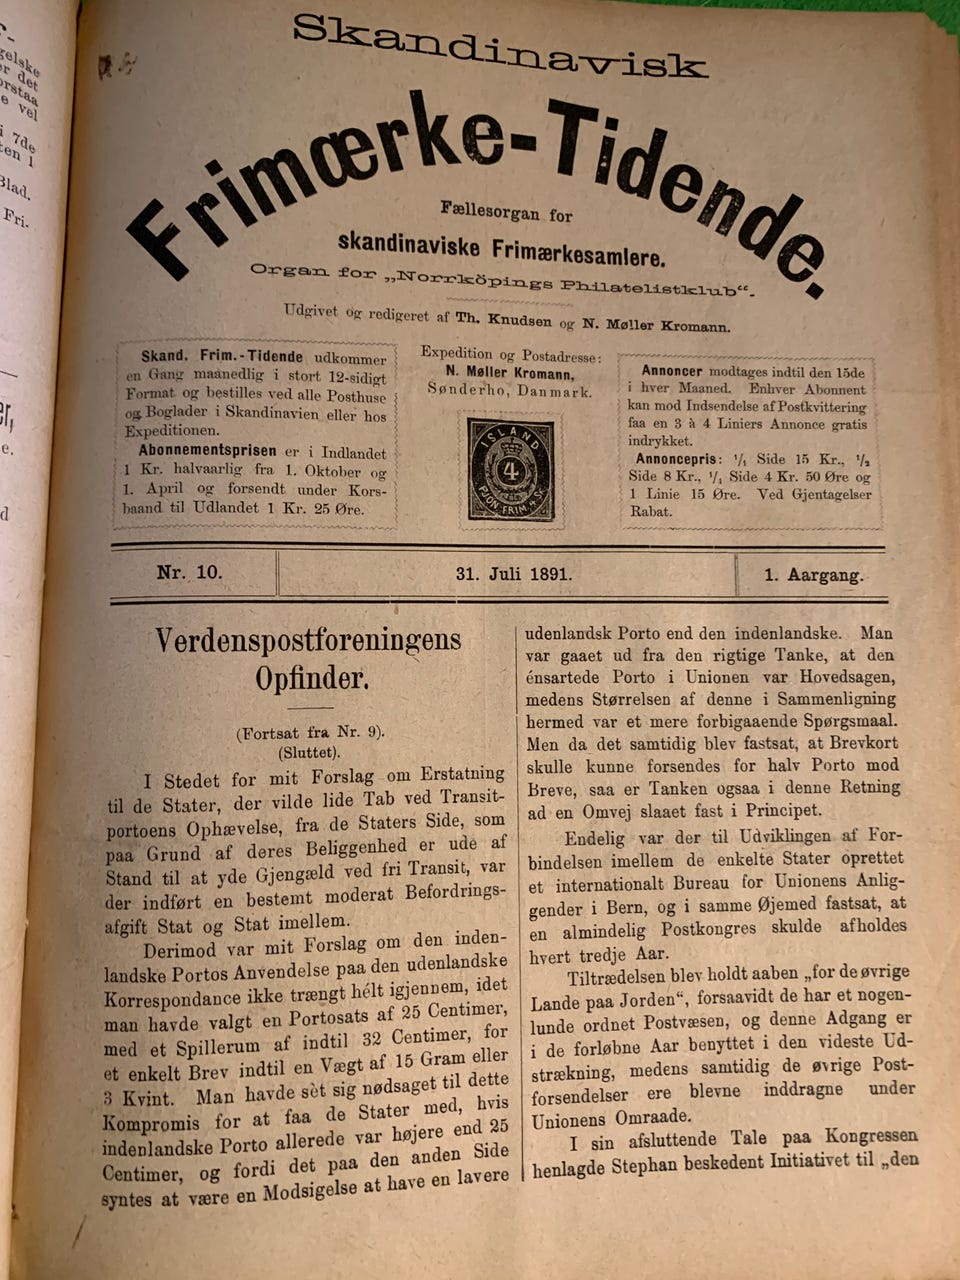 Skandinavisk
Frimærke-Tidende.
Fællesorgan for
skandinaviske Frimærkesamlere.
Organ for „Norrköpings Philatelistklub“.
Udgivet og redigeret af Th. Knudsen og N. Møller Kromann.
Skand. Frim.-Tidende udkommer
en Gang maanedlig i stort 12-sidigt
Format og bestilles ved alle Posthuse
og Boglader i Skandinavien eller hos
Expeditionen.
Abonnementsprisen er i Indlandet
1 Kr. halvaarlig fra 1. Oktober og
1. April og forsendt under Kors-
baand til Udlandet 1 Kr. 25 Øre.
Expedition og Postadresse:
N. Møller Kromann,
Sønderho, Danmark.
ISLAND
4
PJON. FRIM.
Annoncer modtages indtil den 15de
i hver Maaned. Enhver Abonnent
kan mod Indsendelse af Postkvittering
faa en 3 à 4 Liniers Annonce gratis
indrykket.
Annoncepris: 1/1 Side 15 Kr., 1/2
Side 8 Kr., 1/4 Side 4 Kr. 50 Øre og
1 Linie 15 Øre. Ved Gjentagelser
Rabat.
Nr. 10.
31. Juli 1891.
1. Aargang.
Verdenspostforeningens
Opfinder.
(Fortsat fra Nr. 9).
(Sluttet).
I Stedet for mit Forslag om Erstatning
til de Stater, der vilde lide Tab ved Transit-
portoens Ophævelse, fra de Staters Side, som
paa Grund af deres Beliggenhed er ude af
Stand til at yde Gjengæld ved fri Transit, var
der indført en bestemt moderat Befordrings-
afgift Stat og Stat imellem.
Derimod var mit Forslag om den inden-
landske Portos Anvendelse paa den udenlandske
Korrespondance ikke trængt hélt igjennem, idet
man havde valgt en Portosats af 25 Centimer,
med et Spillerum af indtil 32 Centimer, for
et enkelt Brev indtil en Vægt af 15 Gram eller
3 Kvint. Man havde sèt sig nødsaget til dette
Kompromis for at faa de Stater med, hvis
indenlandske Porto allerede var højere end 25
Centimer, og fordi det paa den anden Side
syntes at være en Modsigelse at have en lavere
udenlandsk Porto end den indenlandske. Man
var gaaet ud fra den rigtige Tanke, at den
énsartede Porto i Unionen var Hovedsagen,
medens Størrelsen af denne i Sammenligning
hermed var et mere forbigaaende Spørgsmaal.
Men da det samtidig blev fastsat, at Brevkort
skulle kunne forsendes for halv Porto mod
Breve, saa er Tanken ogsaa i denne Retning
ad en Omvej slaaet fast i Principet.
Endelig var der til Udviklingen af For-
bindelsen imellem de enkelte Stater oprettet
et internationalt Bureau for Unionens Anlig-
gender i Bern, og i samme Øjemed fastsat, at
en almindelig Postkongres skulde afholdes
hvert tredje Aar.
Tiltrædelsen blev holdt aaben „for de øvrige
Lande paa Jorden“, forsaavidt de har et nogen-
lunde ordnet Postvæsen, og denne Adgang er
i de forløbne Aar benyttet i den videste Ud-
strækning, medens samtidig de øvrige Post-
forsendelser ere blevne inddragne under
Unionens Omraade.
I sin afsluttende Tale paa Kongressen
henlagde Stephan beskedent Initiativet til „den